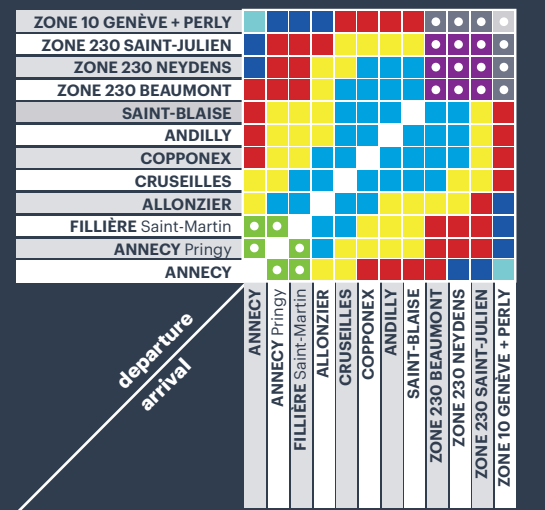 ZONE 10 GENÈVE + PERLY
ZONE 230 SAINT-JULIEN
ZONE 230 NEYDENS
ZONE 230 BEAUMONT
SAINT-BLAISE
ANDILLY
COPPONEX
CRUSEILLES
ALLONZIER
FILLIÈRE Saint-Martin
ANNECY Pringy
ANNECY
departure
arrival
ANNECY
ANNECY Pringy
FILLIÈRE Saint-Martin
ALLONZIER
CRUSEILLES
COPPONEX
ANDILLY
SAINT-BLAISE
ZONE 230 BEAUMONT
ZONE 230 NEYDENS
ZONE 230 SAINT-JULIEN
ZONE 10 GENÈVE + PERLY